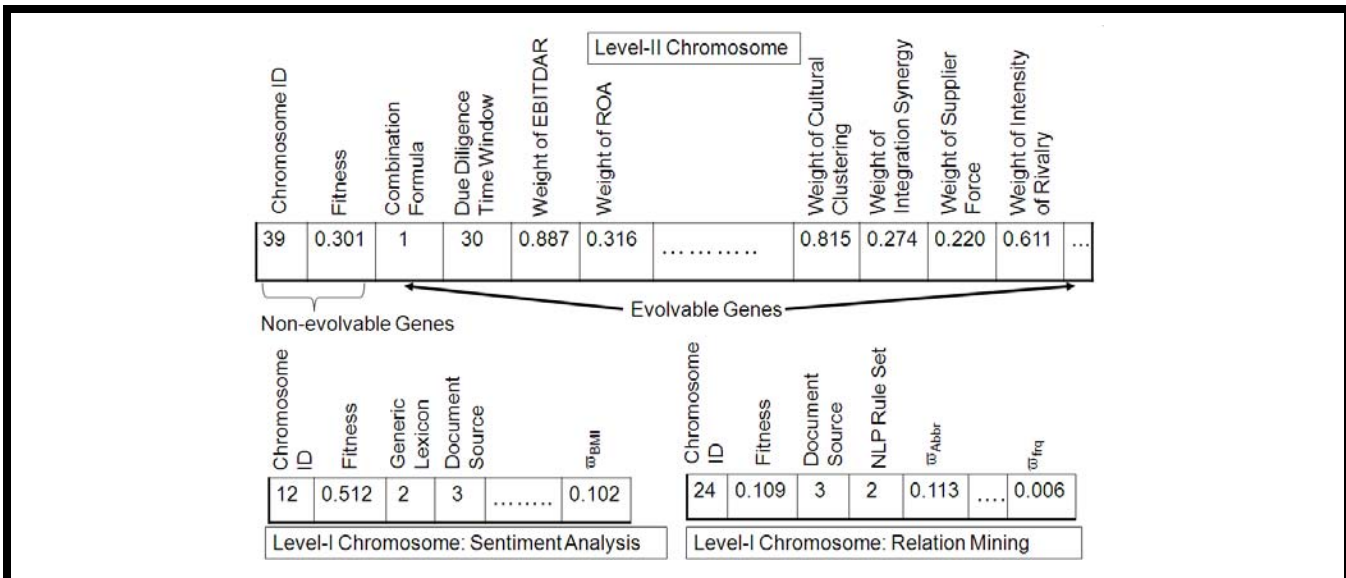 Level-II Chromosome
Chromosome ID
Fitness
Combination
Formula
Due Diligence
Time Window
Weight of EBITDAR
Weight of ROA
Weight of Cultural
Clustering
Weight of
Integration Synergy
Weight of Supplier
Force
Weight of Intensity
of Rivalry
39 0.301 1 30 0.887 0.316 ........... 0.815 0.274 0.220 0.611 ...
Evolvable Genes
Non-evolvable Genes
Chromosome
ID
Fitness
Generic
Lexicon
Document
Source
ϖBMI
12 0.512 2 3 ........ 0.102
Level-I Chromosome: Sentiment Analysis
Chromosome
ID
Fitness
Document
Source
NLP Rule Set
ϖAbbr
ϖfrq
24 0.109 3 2 0.113 .... 0.006
Level-I Chromosome: Relation Mining